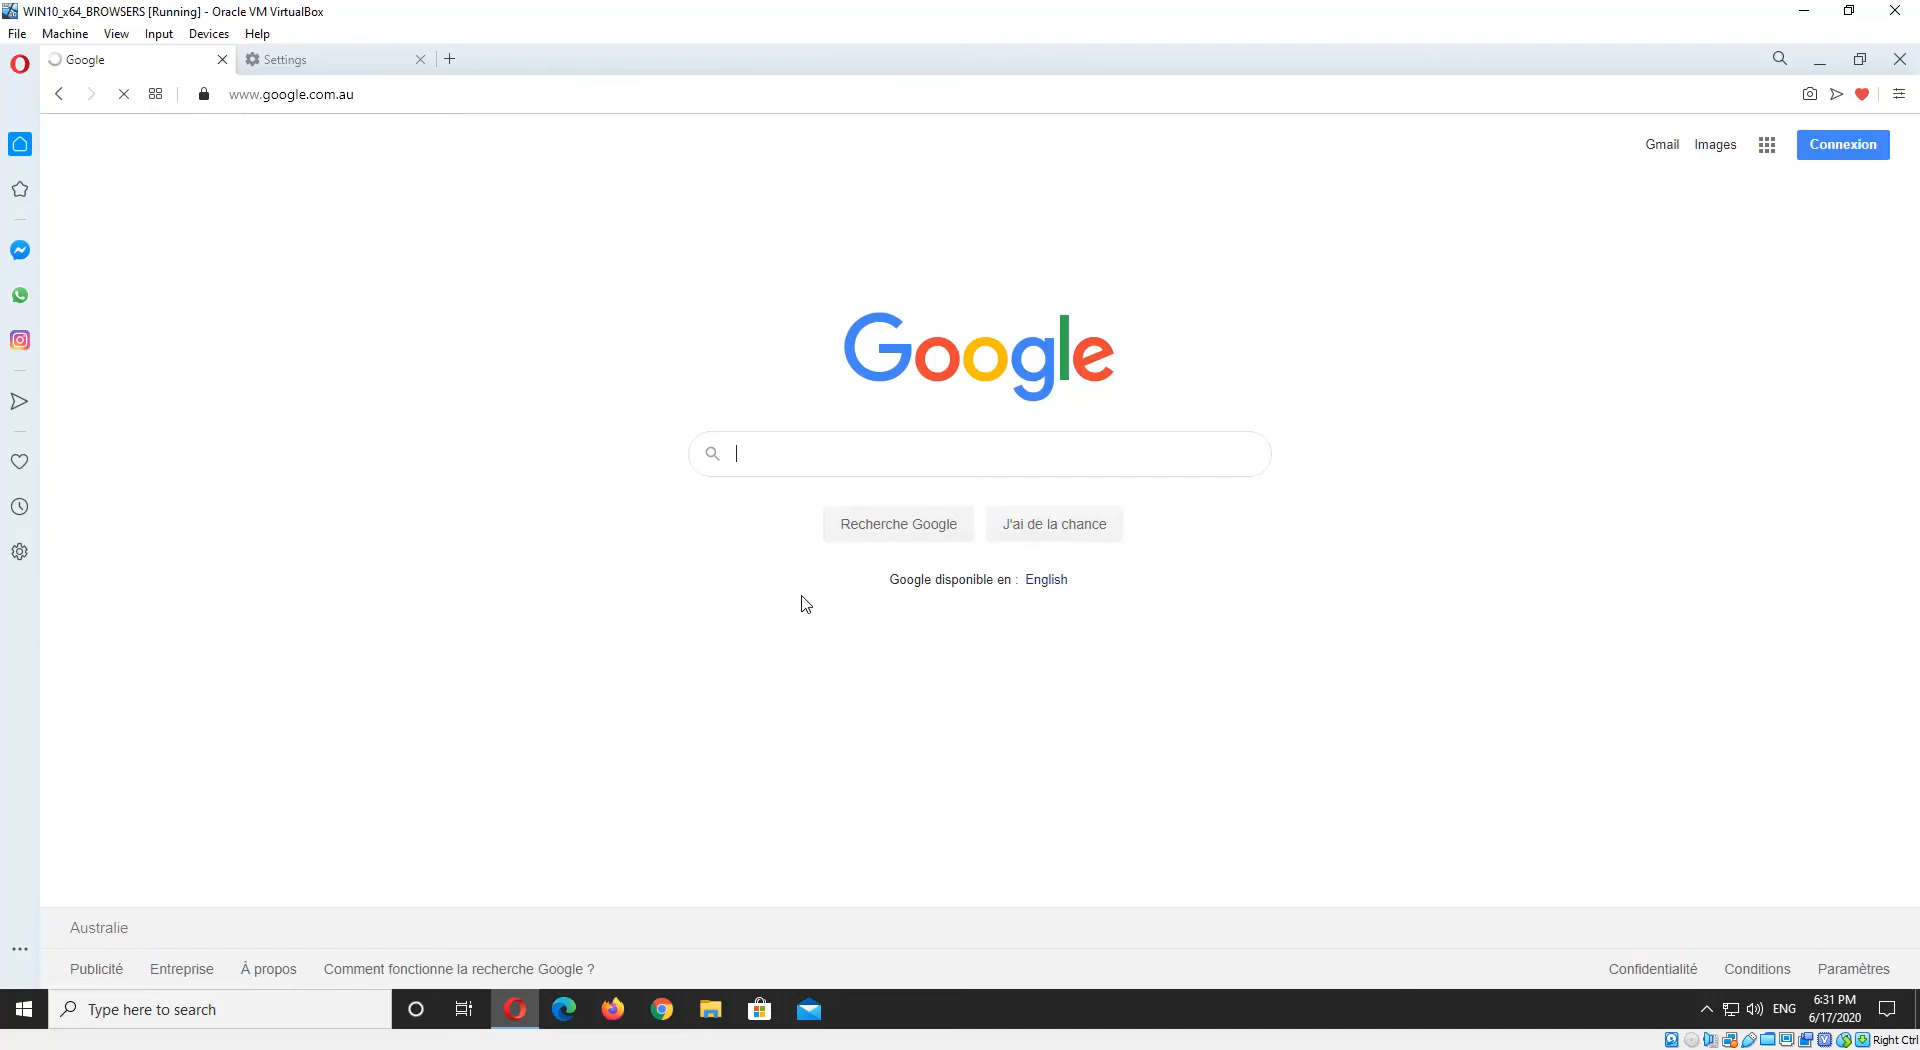 WIN10_x64_BROWSERS [Running] - Oracle VM VirtualBox
File Machine View Input Devices Help
Google Settings
www.google.com.au
Gmail Images Connexion
Google
Recherche Google J'ai de la chance
Google disponible en : English
Australie
Publicité Entreprise À propos Comment fonctionne la recherche Google ? Confidentialité Conditions Paramètres
Type here to search ENG 6:31 PM
6/17/2020
Right Ctrl